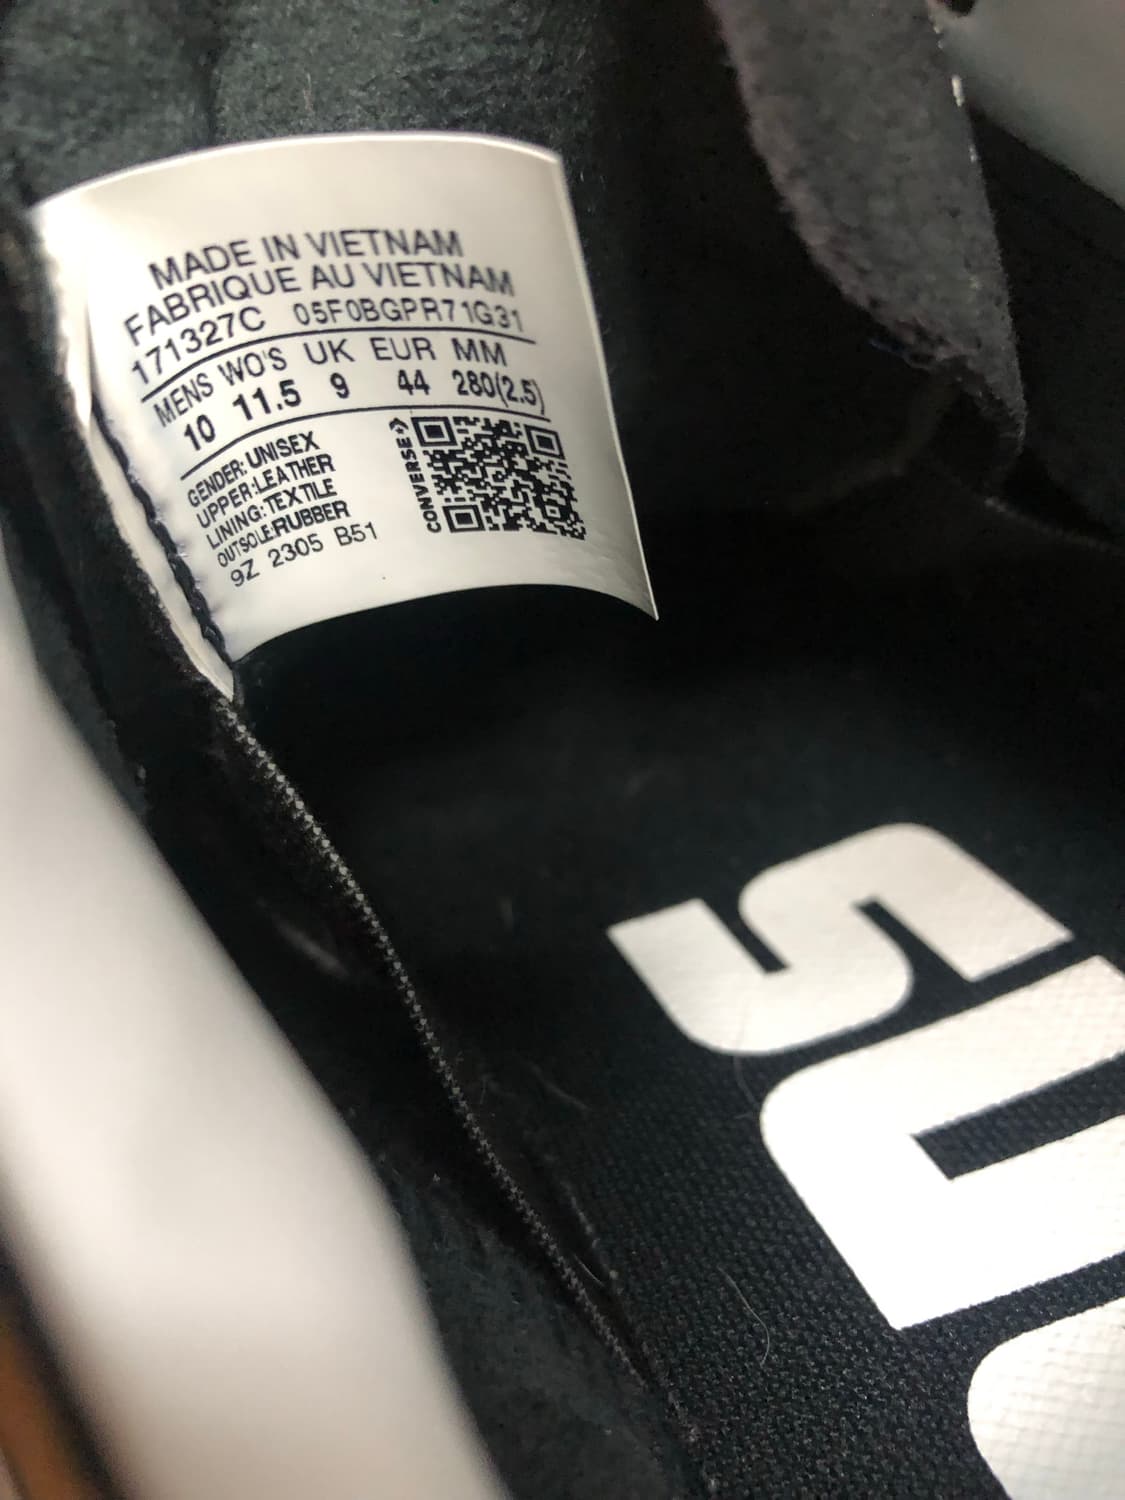 MADE IN VIETNAM
FABRIQUE AU VIETNAM
171327C 05F0BGPR71G31
MENS WO'S UK EUR MM
10 11.5 9 44 280(2.5)
GENDER: UNISEX
UPPER:LEATHER
LINING:TEXTILE
OUTSOLE:RUBBER
9Z 2305 B51
CONVERSE